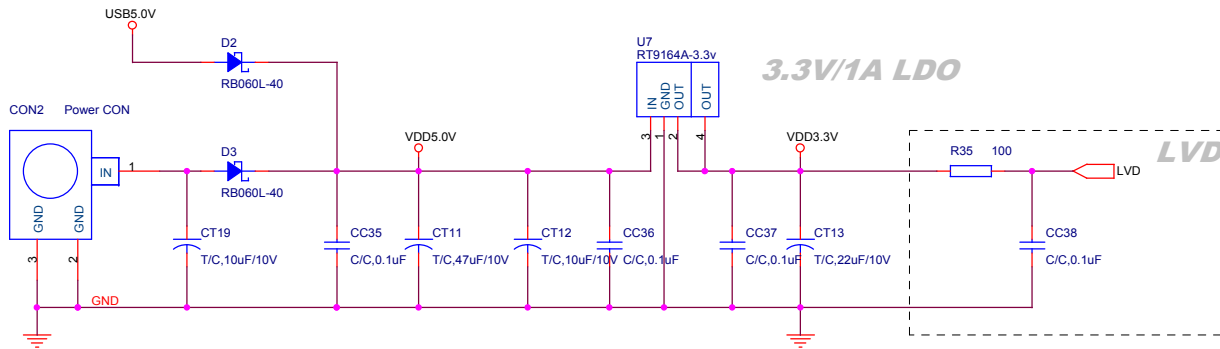 USB5.0V
D2
RB060L-40
U7
RT9164A-3.3v
IN
GND
OUT
OUT
3
1
2
4
3.3V/1A LDO
CON2 Power CON
IN
1
GND
GND
3
2
D3
RB060L-40
VDD5.0V
VDD3.3V
R35 100
LVD
LVD
CT19
T/C,10uF/10V
CC35
C/C,0.1uF
CT11
T/C,47uF/10V
CT12
T/C,10uF/10V
CC36
C/C,0.1uF
CC37
C/C,0.1uF
CT13
T/C,22uF/10V
CC38
C/C,0.1uF
GND